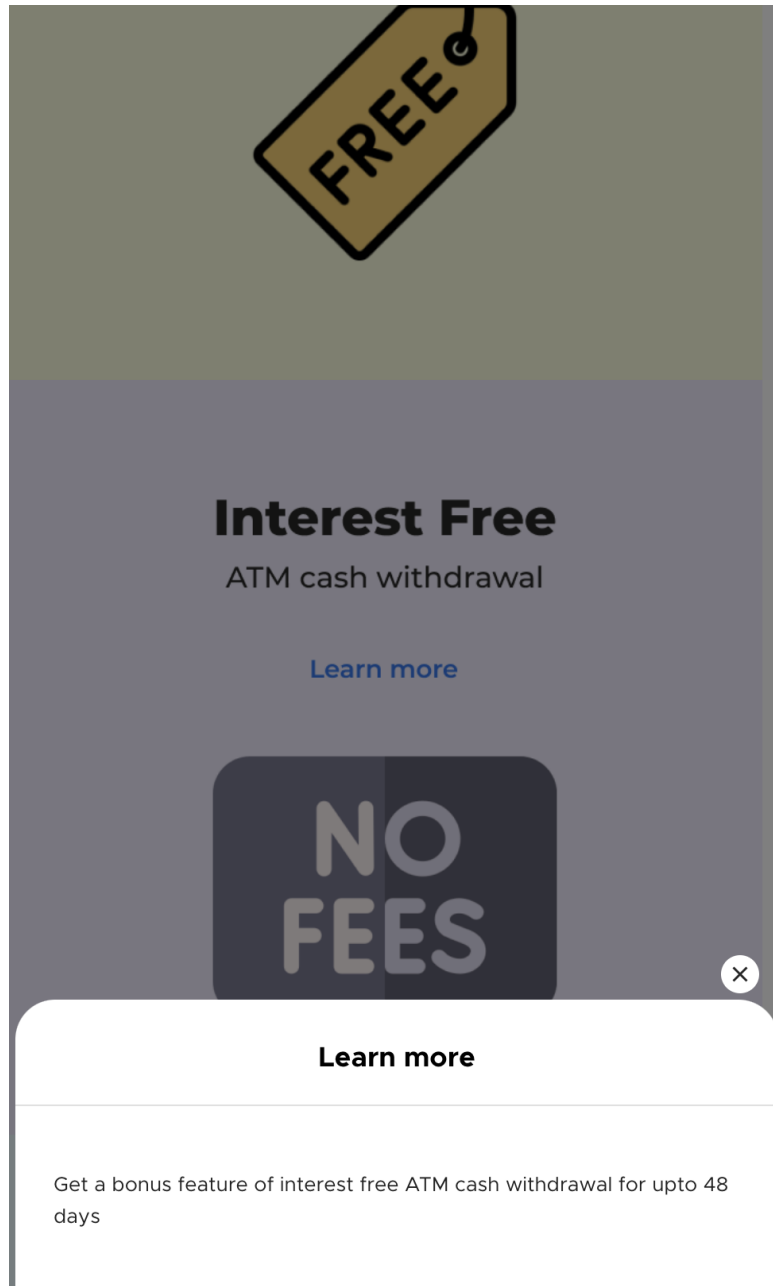 FREE
Interest Free
ATM cash withdrawal
Learn more
NO
FEES
Learn more
Get a bonus feature of interest free ATM cash withdrawal for upto 48
days